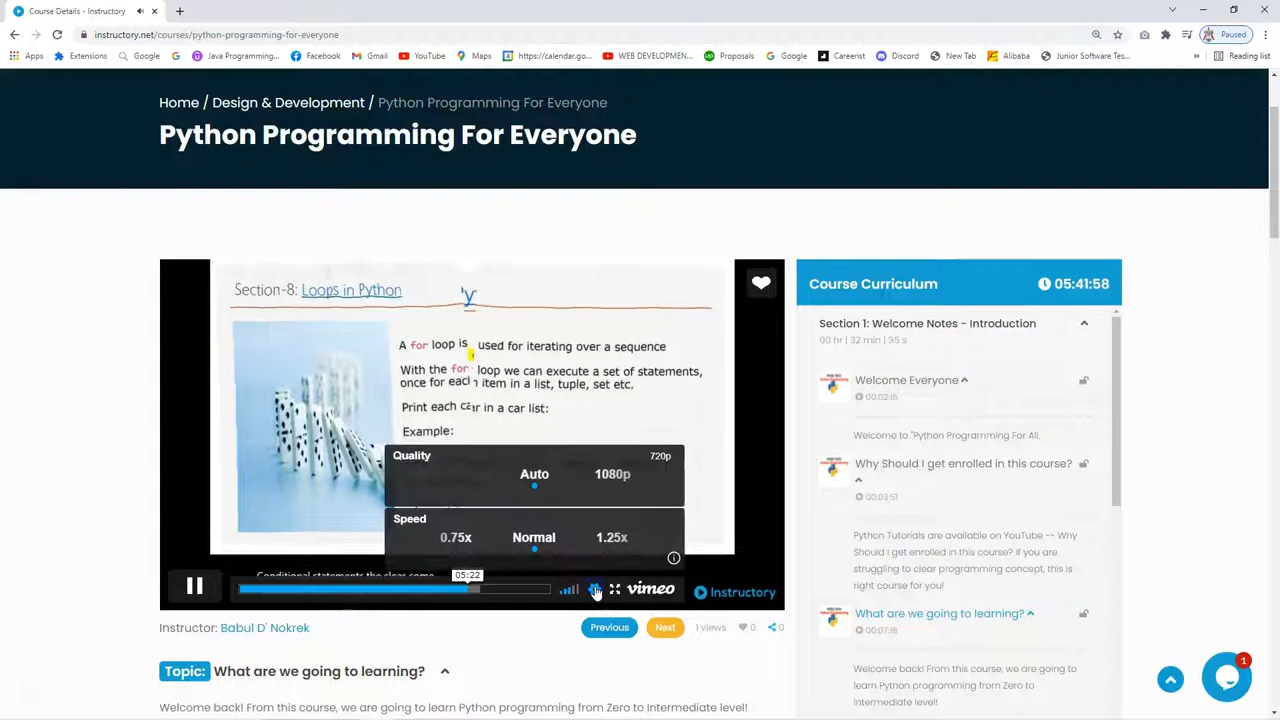 Course Details - Instructory
instructory.net/courses/python-programming-for-everyone
Paused
Apps Extensions Google Java Programming... Facebook Gmail YouTube Maps https://calendar.go... WEB DEVELOPMEN... Proposals Google Careerist Discord New Tab Alibaba Junior Software Tes... » Reading list
Home / Design & Development / Python Programming For Everyone
Python Programming For Everyone
Section-8: Loops in Python
A for loop is used for iterating over a sequence
With the for loop we can execute a set of statements,
once for each item in a list, tuple, set etc.
Print each car in a car list:
Example:
Quality 720p
Auto 1080p
Speed
0.75x Normal 1.25x
Conditional statements the clear come
05:22
vimeo Instructory
Instructor: Babul D' Nokrek
Previous Next 1 views 0 0
Topic: What are we going to learning?
Welcome back! From this course, we are going to learn Python programming from Zero to Intermediate level!
Course Curriculum 05:41:58
Section 1: Welcome Notes - Introduction
00 hr | 32 min | 35 s
Welcome Everyone
00:02:16
Welcome to "Python Programming For All.
Why Should I get enrolled in this course?
00:03:51
Python Tutorials are available on YouTube -- Why
Should I get enrolled in this course? if you are
struggling to clear programming concept, this is
right course for you!
What are we going to learning?
00:07:18
Welcome back! From this course, we are going to
learn Python programming from Zero to
Intermediate level!
1